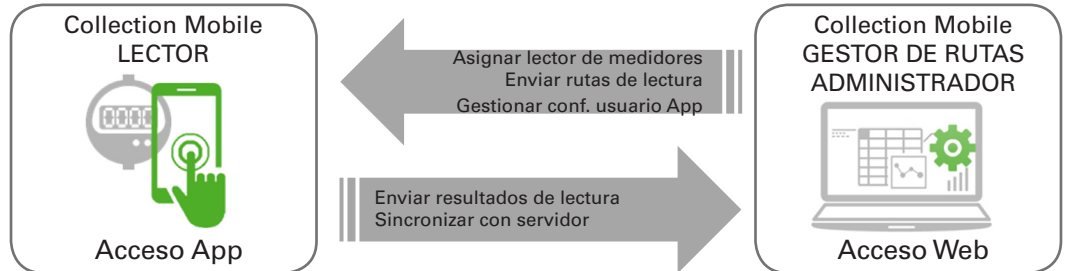 Collection Mobile
LECTOR
0000
Acceso App
Asignar lector de medidores
Enviar rutas de lectura
Gestionar conf. usuario App
Enviar resultados de lectura
Sincronizar con servidor
Collection Mobile
GESTOR DE RUTAS
ADMINISTRADOR
Acceso Web